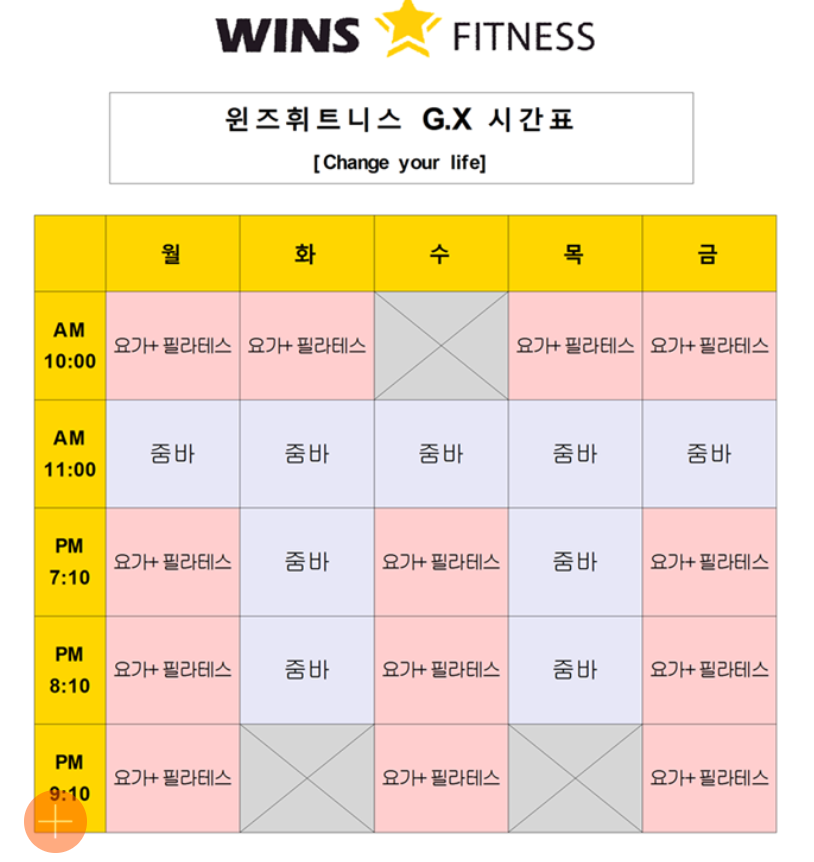 WINS FITNESS
윈즈휘트니스 G.X 시간표
[Change your life]
월 화 수 목 금
AM 10:00 요가+필라테스 요가+필라테스 요가+필라테스 요가+필라테스
AM 11:00 줌바 줌바 줌바 줌바 줌바
PM 7:10 요가+필라테스 줌바 요가+필라테스 줌바 요가+필라테스
PM 8:10 요가+필라테스 줌바 요가+필라테스 줌바 요가+필라테스
PM 9:10 요가+필라테스 요가+필라테스 요가+필라테스